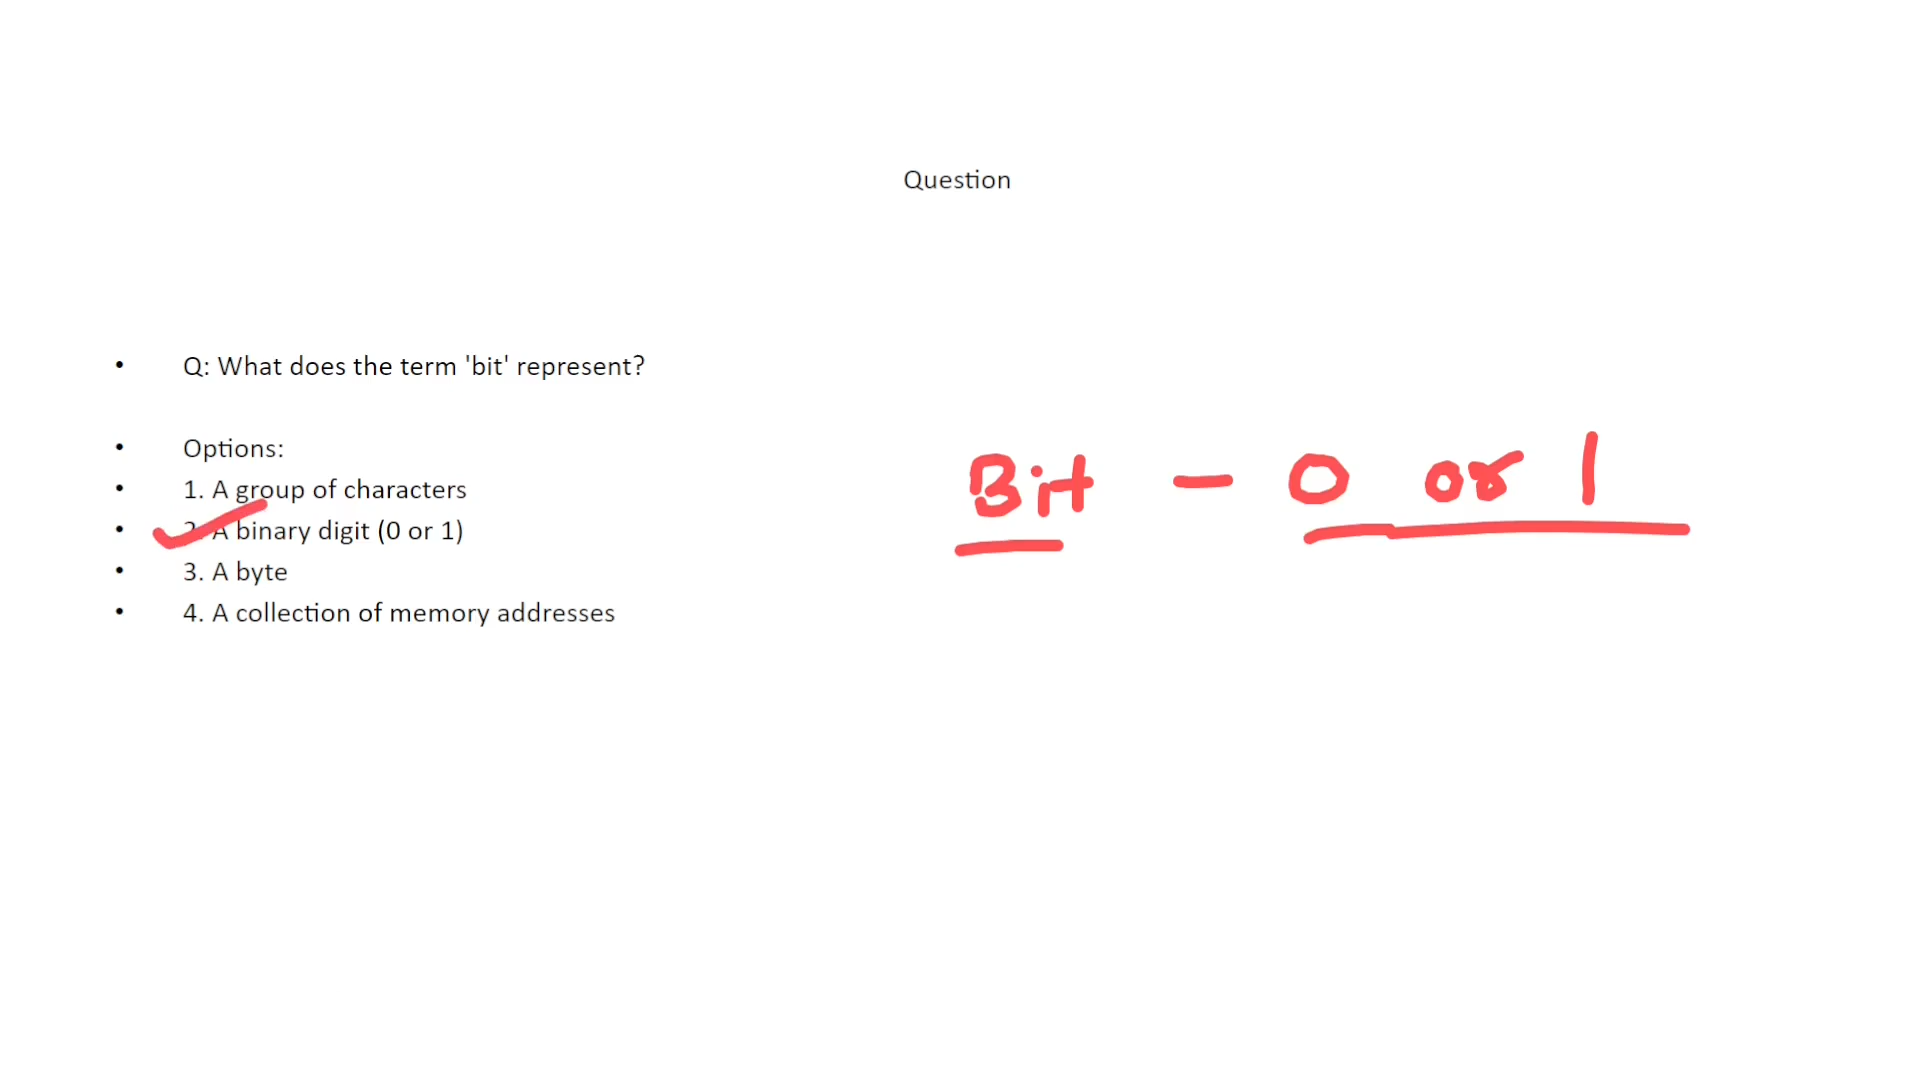 Question
• Q: What does the term 'bit' represent?
• Options:
• 1. A group of characters
• 2. A binary digit (0 or 1)
• 3. A byte
• 4. A collection of memory addresses
Bit - 0 or 1